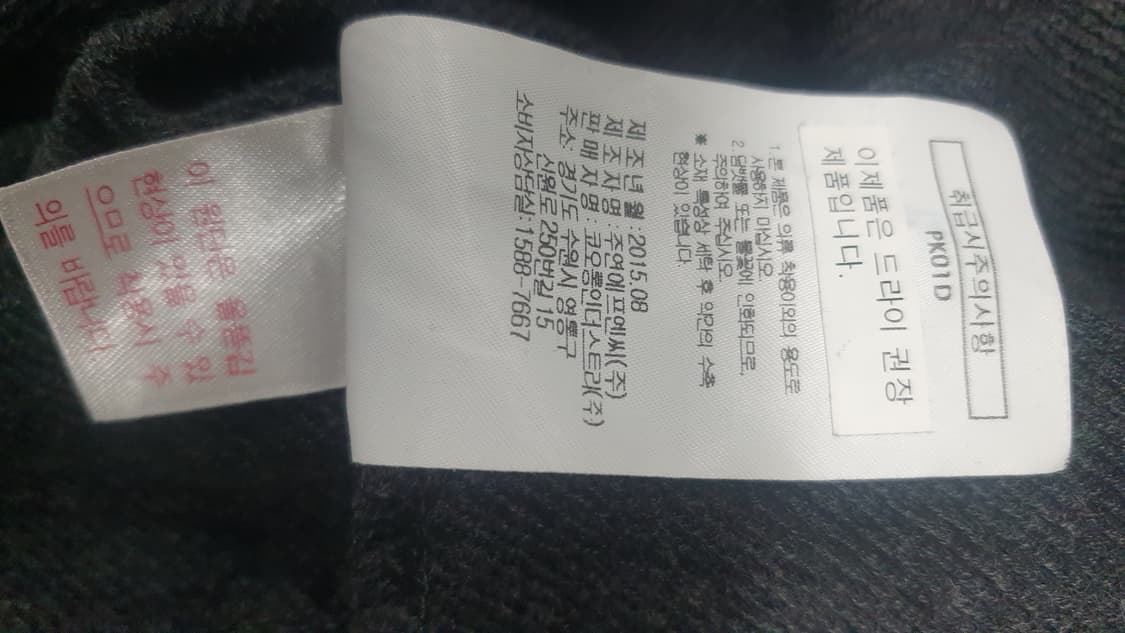 취급시주의사항
PK01D
이제품은 드라이 권장
제품입니다.
1.본 제품은 의류 착용이외의 용도로
사용하지 마십시오.
2.담뱃불 또는 불꽃에 인화되므로,
주의하여 주십시오.
※ 소재 특성상 세탁 후 약간의 수축
현상이 있습니다.
제조년월:2015.08
제조자명:주연에프엔씨(주)
판매자명:코오롱인더스트리(주)
주소:경기도 수원시 영통구
신원로 250번길 15
소비자상담실:1588-7667
이 원단은 올뜯김
현상이 있을 수 있
으므로 착용시 주
의를 바랍니다